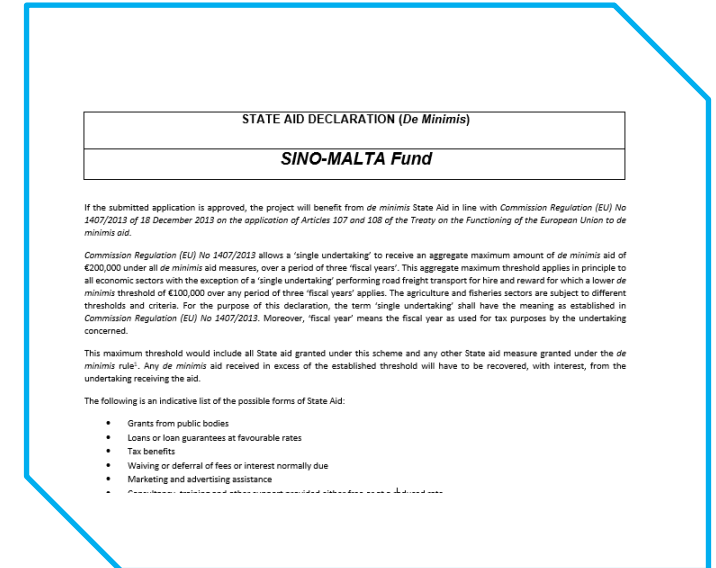 STATE AID DECLARATION (De Minimis)
SINO-MALTA Fund
If the submitted application is approved, the project will benefit from de minimis State Aid in line with Commission Regulation (EU) No
1407/2013 of 18 December 2013 on the application of Articles 107 and 108 of the Treaty on the Functioning of the European Union to de
minimis aid.
Commission Regulation (EU) No 1407/2013 allows a ‘single undertaking’ to receive an aggregate maximum amount of de minimis aid of
€200,000 under all de minimis aid measures, over a period of three ‘fiscal years’. This aggregate maximum threshold applies in principle to
all economic sectors with the exception of a ‘single undertaking’ performing road freight transport for hire and reward for which a lower de
minimis threshold of €100,000 over any period of three ‘fiscal years’ applies. The agriculture and fisheries sectors are subject to different
thresholds and criteria. For the purpose of this declaration, the term ‘single undertaking’ shall have the meaning as established in
Commission Regulation (EU) No 1407/2013. Moreover, ‘fiscal year’ means the fiscal year as used for tax purposes by the undertaking
concerned.
This maximum threshold would include all State aid granted under this scheme and any other State aid measure granted under the de
minimis rule¹. Any de minimis aid received in excess of the established threshold will have to be recovered, with interest, from the
undertaking receiving the aid.
The following is an indicative list of the possible forms of State Aid:
• Grants from public bodies
• Loans or loan guarantees at favourable rates
• Tax benefits
• Waiving or deferral of fees or interest normally due
• Marketing and advertising assistance
• Consultancy, training and other support provided either free or at a reduced rate